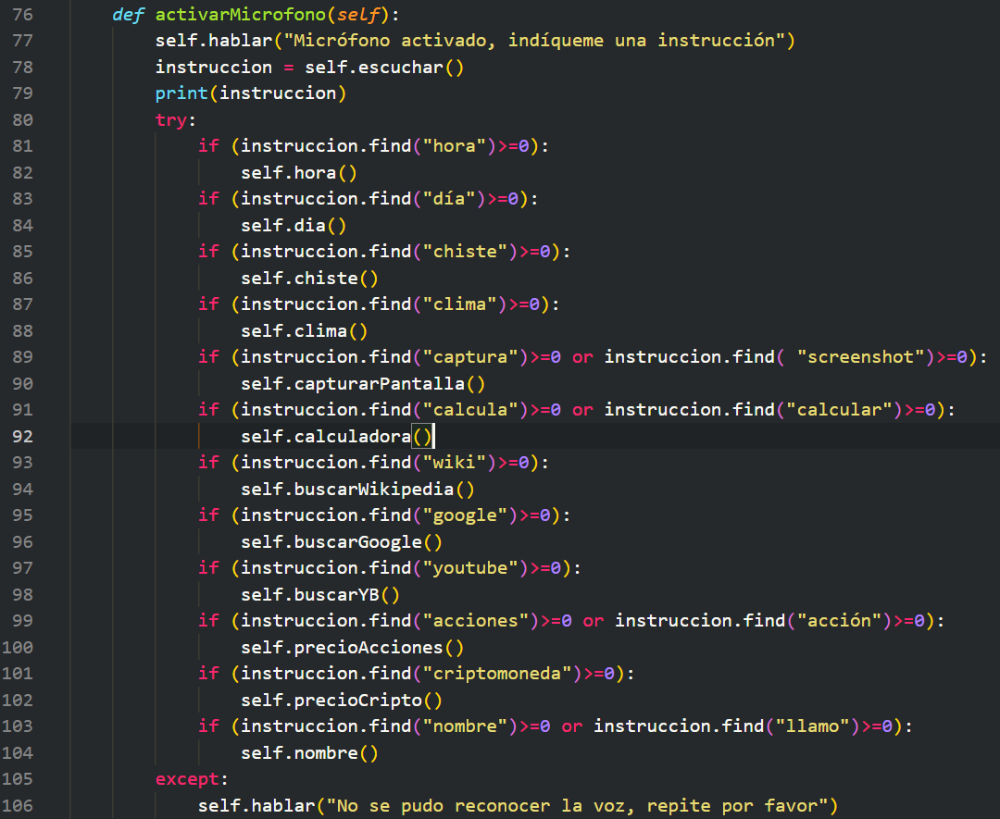 76 def activarMicrofono(self):
77 self.hablar("Micrófono activado, indíqueme una instrucción")
78 instruccion = self.escuchar()
79 print(instruccion)
80 try:
81 if (instruccion.find("hora")>=0):
82 self.hora()
83 if (instruccion.find("día")>=0):
84 self.dia()
85 if (instruccion.find("chiste")>=0):
86 self.chiste()
87 if (instruccion.find("clima")>=0):
88 self.clima()
89 if (instruccion.find("captura")>=0 or instruccion.find( "screenshot")>=0):
90 self.capturarPantalla()
91 if (instruccion.find("calcula")>=0 or instruccion.find("calcular")>=0):
92 self.calculadora()
93 if (instruccion.find("wiki")>=0):
94 self.buscarWikipedia()
95 if (instruccion.find("google")>=0):
96 self.buscarGoogle()
97 if (instruccion.find("youtube")>=0):
98 self.buscarYB()
99 if (instruccion.find("acciones")>=0 or instruccion.find("acción")>=0):
100 self.precioAcciones()
101 if (instruccion.find("criptomoneda")>=0):
102 self.precioCripto()
103 if (instruccion.find("nombre")>=0 or instruccion.find("llamo")>=0):
104 self.nombre()
105 except:
106 self.hablar("No se pudo reconocer la voz, repite por favor")